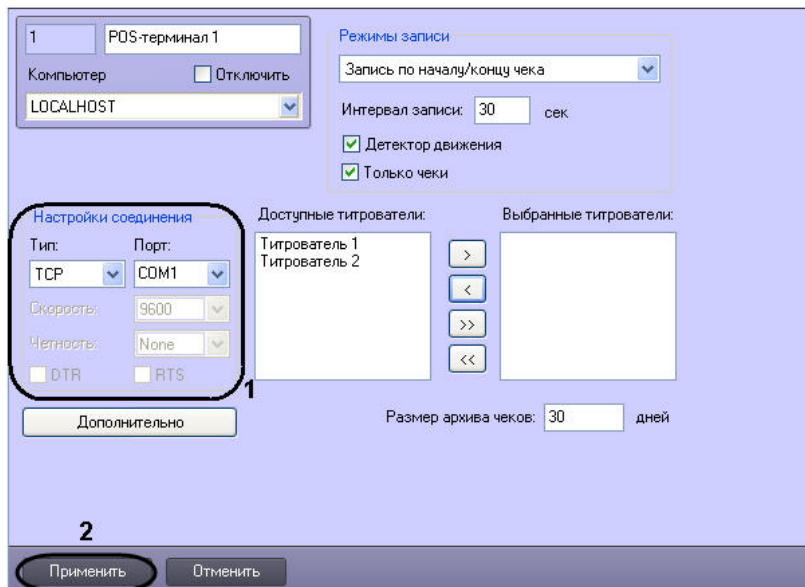 1 POS-терминал 1
Компьютер Отключить
LOCALHOST
Режимы записи
Запись по началу/концу чека
Интервал записи: 30 сек
Детектор движения
Только чеки
Настройки соединения
Тип: Порт:
TCP COM1
Скорость: 9600
Четность: None
DTR RTS
1
Дополнительно
Доступные титрователи:
Титрователь 1
Титрователь 2
>
<
>>
<<
Выбранные титрователи:
Размер архива чеков: 30 дней
2
Применить Отменить